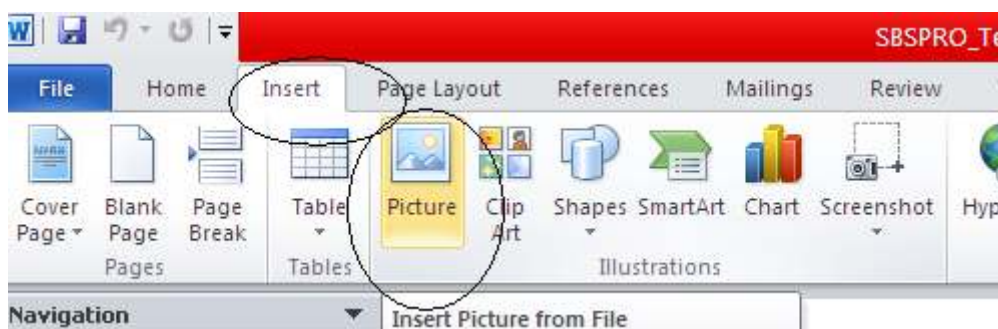 W
SBSPRO_Te
File Home Insert Page Layout References Mailings Review
Cover Page Blank Page Page Break Table Picture Clip Art Shapes SmartArt Chart Screenshot Hyp
Pages Tables Illustrations
Navigation
Insert Picture from File